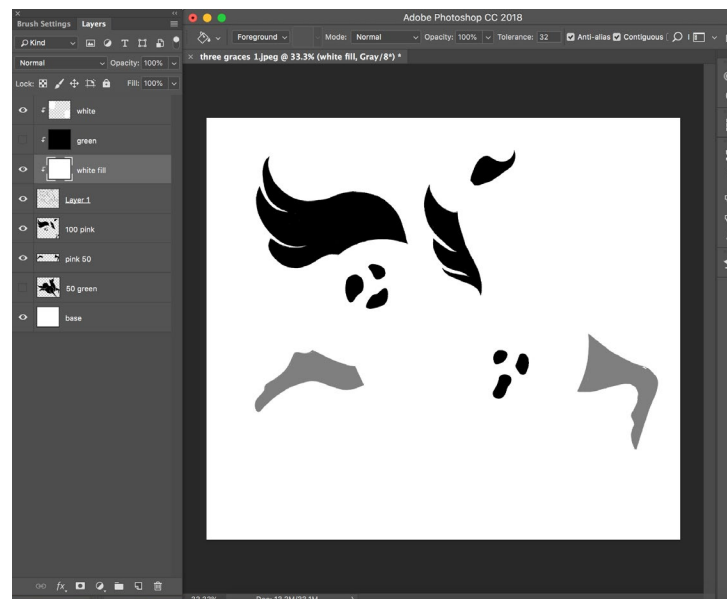 Adobe Photoshop CC 2018
Brush Settings Layers
Kind
Foreground Mode: Normal Opacity: 100% Tolerance: 32 Anti-alias Contiguous
Normal Opacity: 100%
three graces 1.jpeg @ 33.3% (white fill, Gray/8*) *
Lock: Fill: 100%
white
green
white fill
Layer 1
100 pink
pink 50
50 green
base
fx